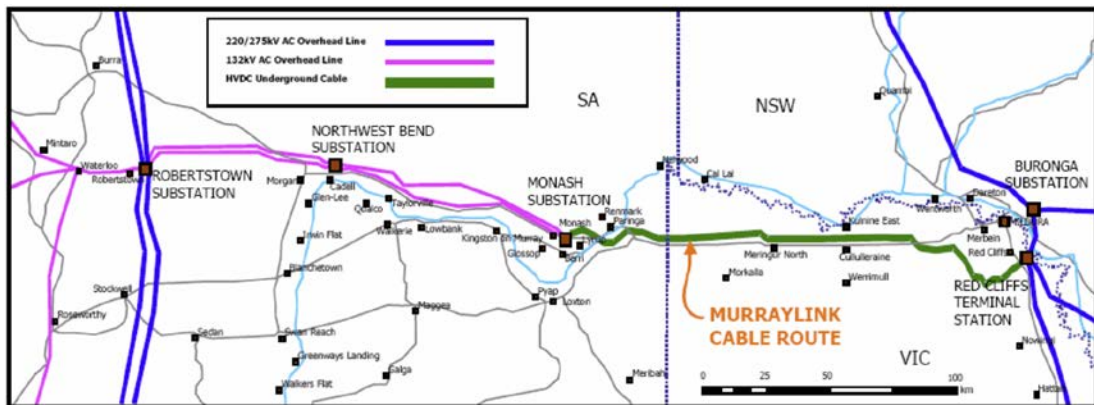 220/275kV AC Overhead Line
132kV AC Overhead Line
HVDC Underground Cable
SA
NSW
VIC
Burra
Mintaro
Waterloo
Robertstown
ROBERTSTOWN
SUBSTATION
NORTHWEST BEND
SUBSTATION
Morgan
Cadell
Glen-Lee
Qualco
Taylorville
Irwin Flat
Waikerie
Lowbank
Kingston on Murray
Glossop
MONASH
SUBSTATION
Monash
Renmark
Paringa
Berri
Blanchetown
Stockwell
Roseworthy
Sedan
Swan Reach
Greenways Landing
Walkers Flat
Maggea
Galga
Pyap
Loxton
Meribah
Cal Lal
Meringur North
Morkalla
Cullulleraine
Werrimull
Wentworth
Dareton
Merbein
Red Cliffs
BURONGA
SUBSTATION
RED CLIFFS
TERMINAL
STATION
MURRAYLINK
CABLE ROUTE
0 25 50 100
km